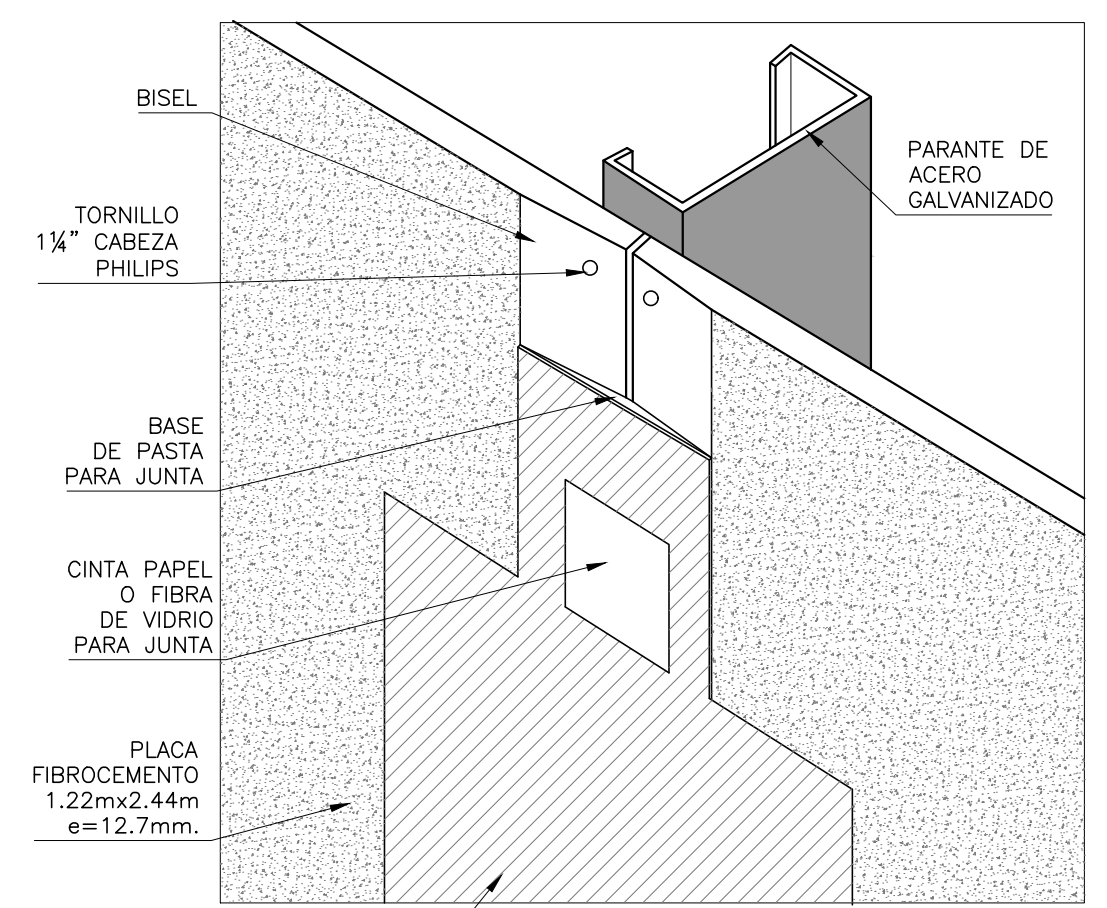 BISEL
TORNILLO
1¼” CABEZA
PHILIPS
PARANTE DE
ACERO
GALVANIZADO
BASE
DE PASTA
PARA JUNTA
CINTA PAPEL
O FIBRA
DE VIDRIO
PARA JUNTA
PLACA
FIBROCEMENTO
1.22mx2.44m
e=12.7mm.